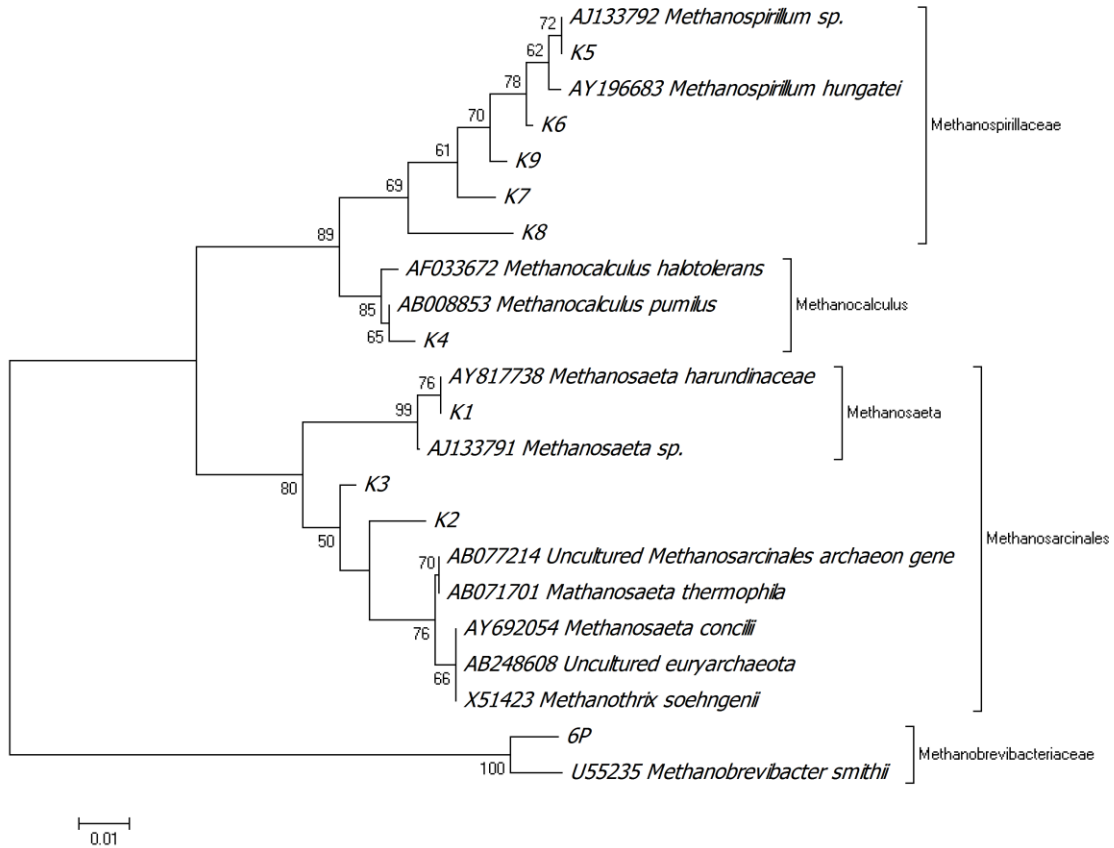 72
AJ133792 Methanospirillum sp.
K5
62
AY196683 Methanospirillum hungatei
78
K6
70
K9
61
K7
69
K8
Methanospirillaceae
89
AF033672 Methanocalculus halotolerans
85
AB008853 Methanocalculus pumilus
65
K4
Methanocalculus
AY817738 Methanosaeta harundinaceae
76
K1
99
AJ133791 Methanosaeta sp.
Methanosaeta
80
K3
50
K2
AB077214 Uncultured Methanosarcinales archaeon gene
70
AB071701 Mathanosaeta thermophila
76
AY692054 Methanosaeta concilii
AB248608 Uncultured euryarchaeota
66
X51423 Methanothrix soehngenii
Methanosarcinales
6P
100
U55235 Methanobrevibacter smithii
Methanobrevibacteriaceae
0.01